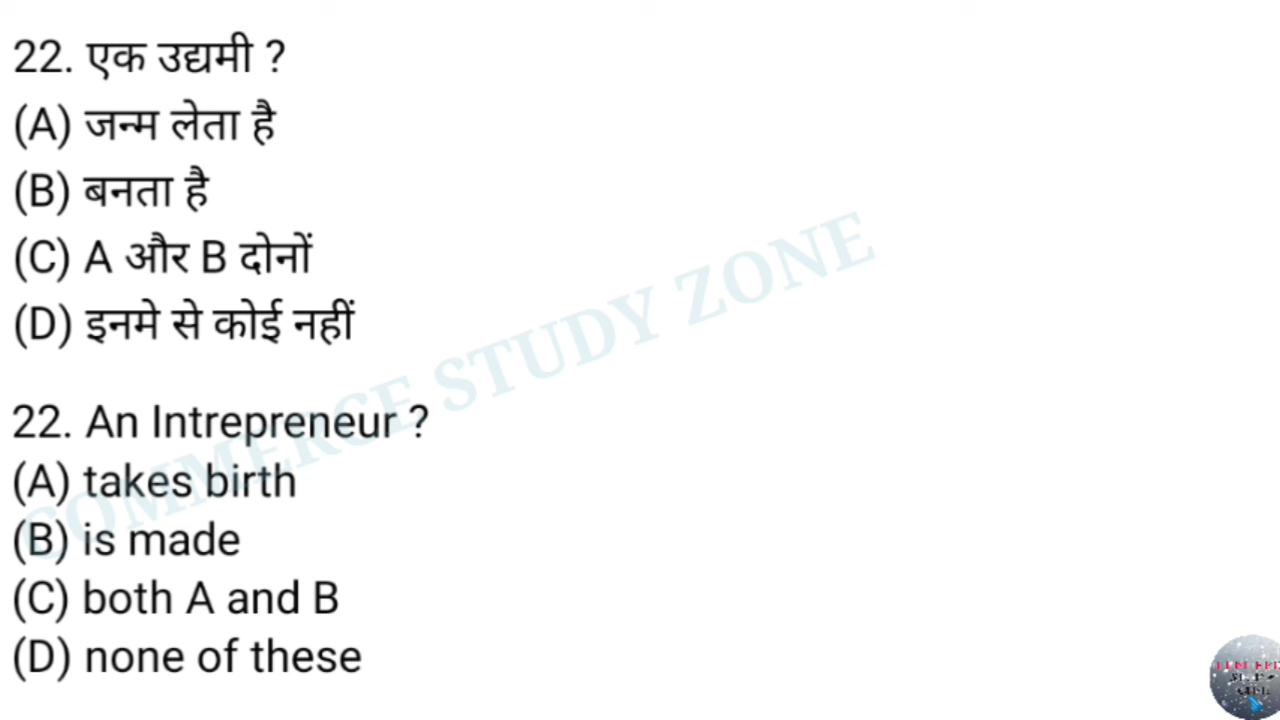 22. एक उद्यमी ?
(A) जन्म लेता है
(B) बनता है
(C) A और B दोनों
(D) इनमे से कोई नहीं
22. An Intrepreneur ?
(A) takes birth
(B) is made
(C) both A and B
(D) none of these
COMMERCE STUDY ZONE